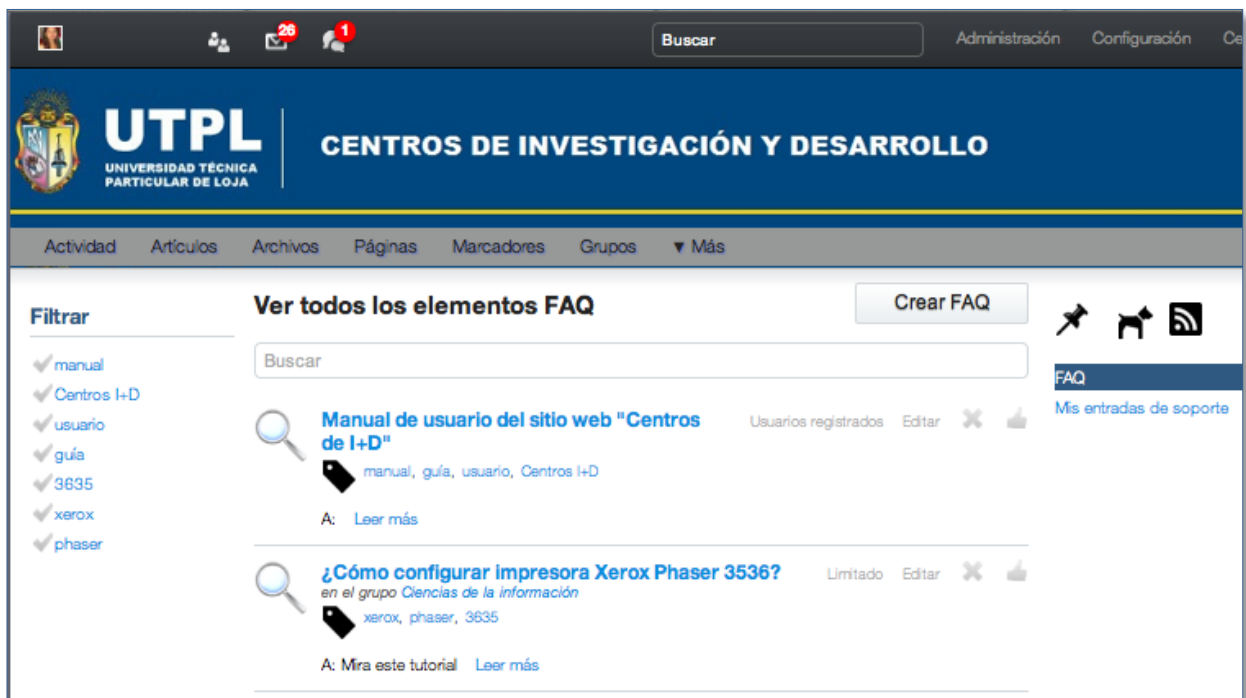 26
1
Buscar
Administración
Configuración
Ce
UTPL
UNIVERSIDAD TÉCNICA
PARTICULAR DE LOJA
CENTROS DE INVESTIGACIÓN Y DESARROLLO
Actividad
Artículos
Archivos
Páginas
Marcadores
Grupos
▼ Más
Filtrar
manual
Centros I+D
usuario
guía
3635
xerox
phaser
Ver todos los elementos FAQ
Crear FAQ
Buscar
Manual de usuario del sitio web "Centros
de I+D"
Usuarios registrados
Editar
manual, guía, usuario, Centros I+D
A: Leer más
¿Cómo configurar impresora Xerox Phaser 3536?
Limitado
Editar
en el grupo Ciencias de la información
xerox, phaser, 3635
A: Mira este tutorial Leer más
FAQ
Mis entradas de soporte